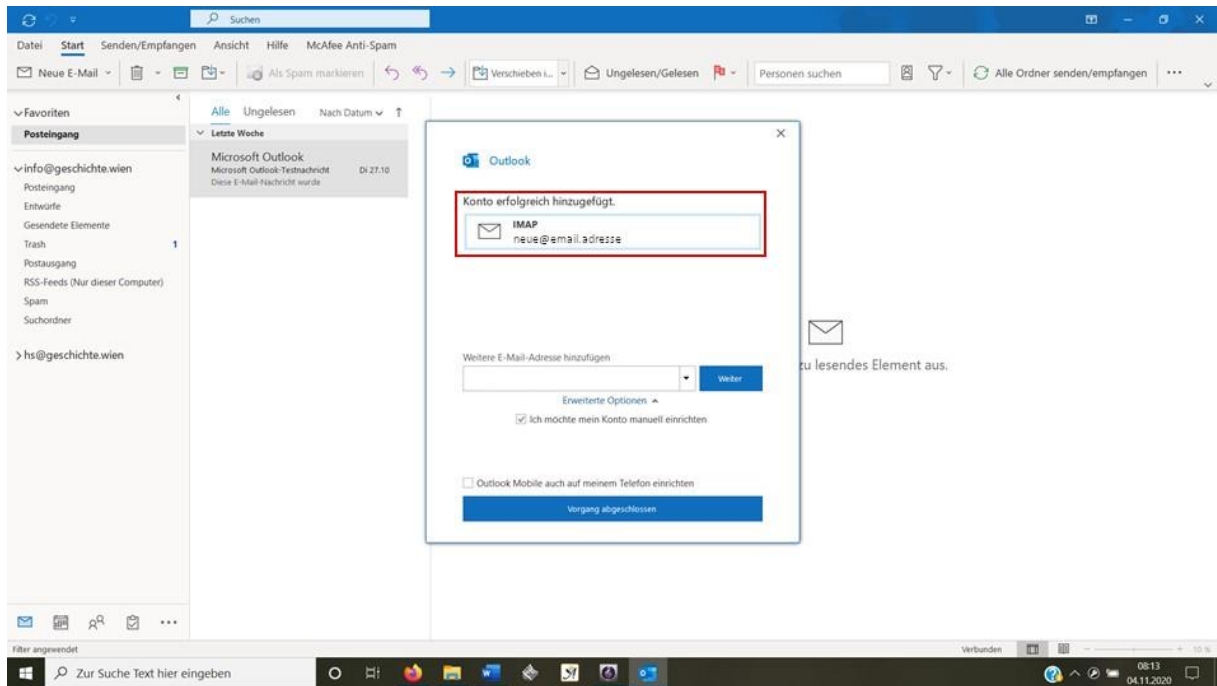 Suchen
Datei Start Senden/Empfangen Ansicht Hilfe McAfee Anti-Spam
Neue E-Mail Als Spam markieren Verschieben i... Ungelesen/Gelesen Personen suchen Alle Ordner senden/empfangen ...
Favoriten
Posteingang
info@geschichte.wien
Posteingang
Entwürfe
Gesendete Elemente
Trash 1
Postausgang
RSS-Feeds (Nur dieser Computer)
Spam
Suchordner
hs@geschichte.wien
Alle Ungelesen Nach Datum
Letzte Woche
Microsoft Outlook
Microsoft Outlook-Testnachricht Di 27.10
Diese E-Mail-Nachricht wurde
Outlook
Konto erfolgreich hinzugefügt.
IMAP
neue@email.adresse
Weitere E-Mail-Adresse hinzufügen
Weiter
Erweiterte Optionen
Ich möchte mein Konto manuell einrichten
Outlook Mobile auch auf meinem Telefon einrichten
Vorgang abgeschlossen
zu lesendes Element aus.
Filter angewendet
Verbunden
10 %
Zur Suche Text hier eingeben
08:13
04.11.2020